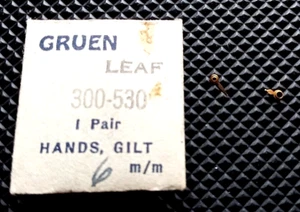 GRUEN
LEAF
300-530
1 Pair
HANDS, GILT
6 m/m